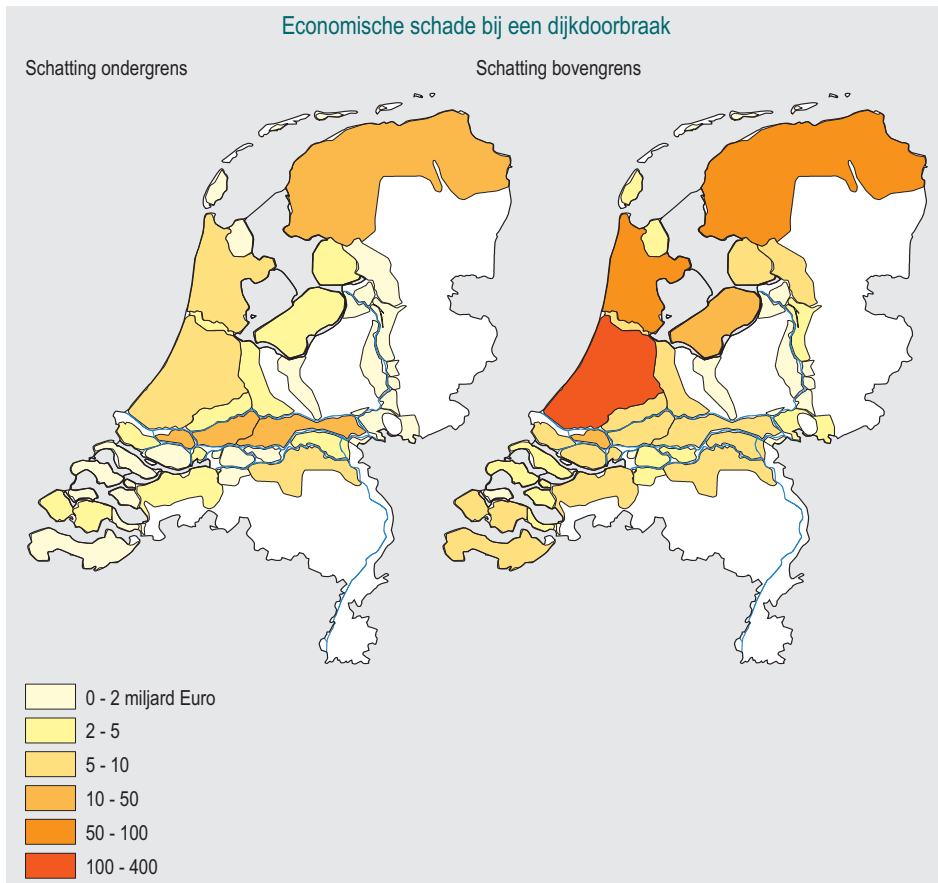 Economische schade bij een dijkdoorbraak
Schatting ondergrens
Schatting bovengrens
0 - 2 miljard Euro
2 - 5
5 - 10
10 - 50
50 - 100
100 - 400